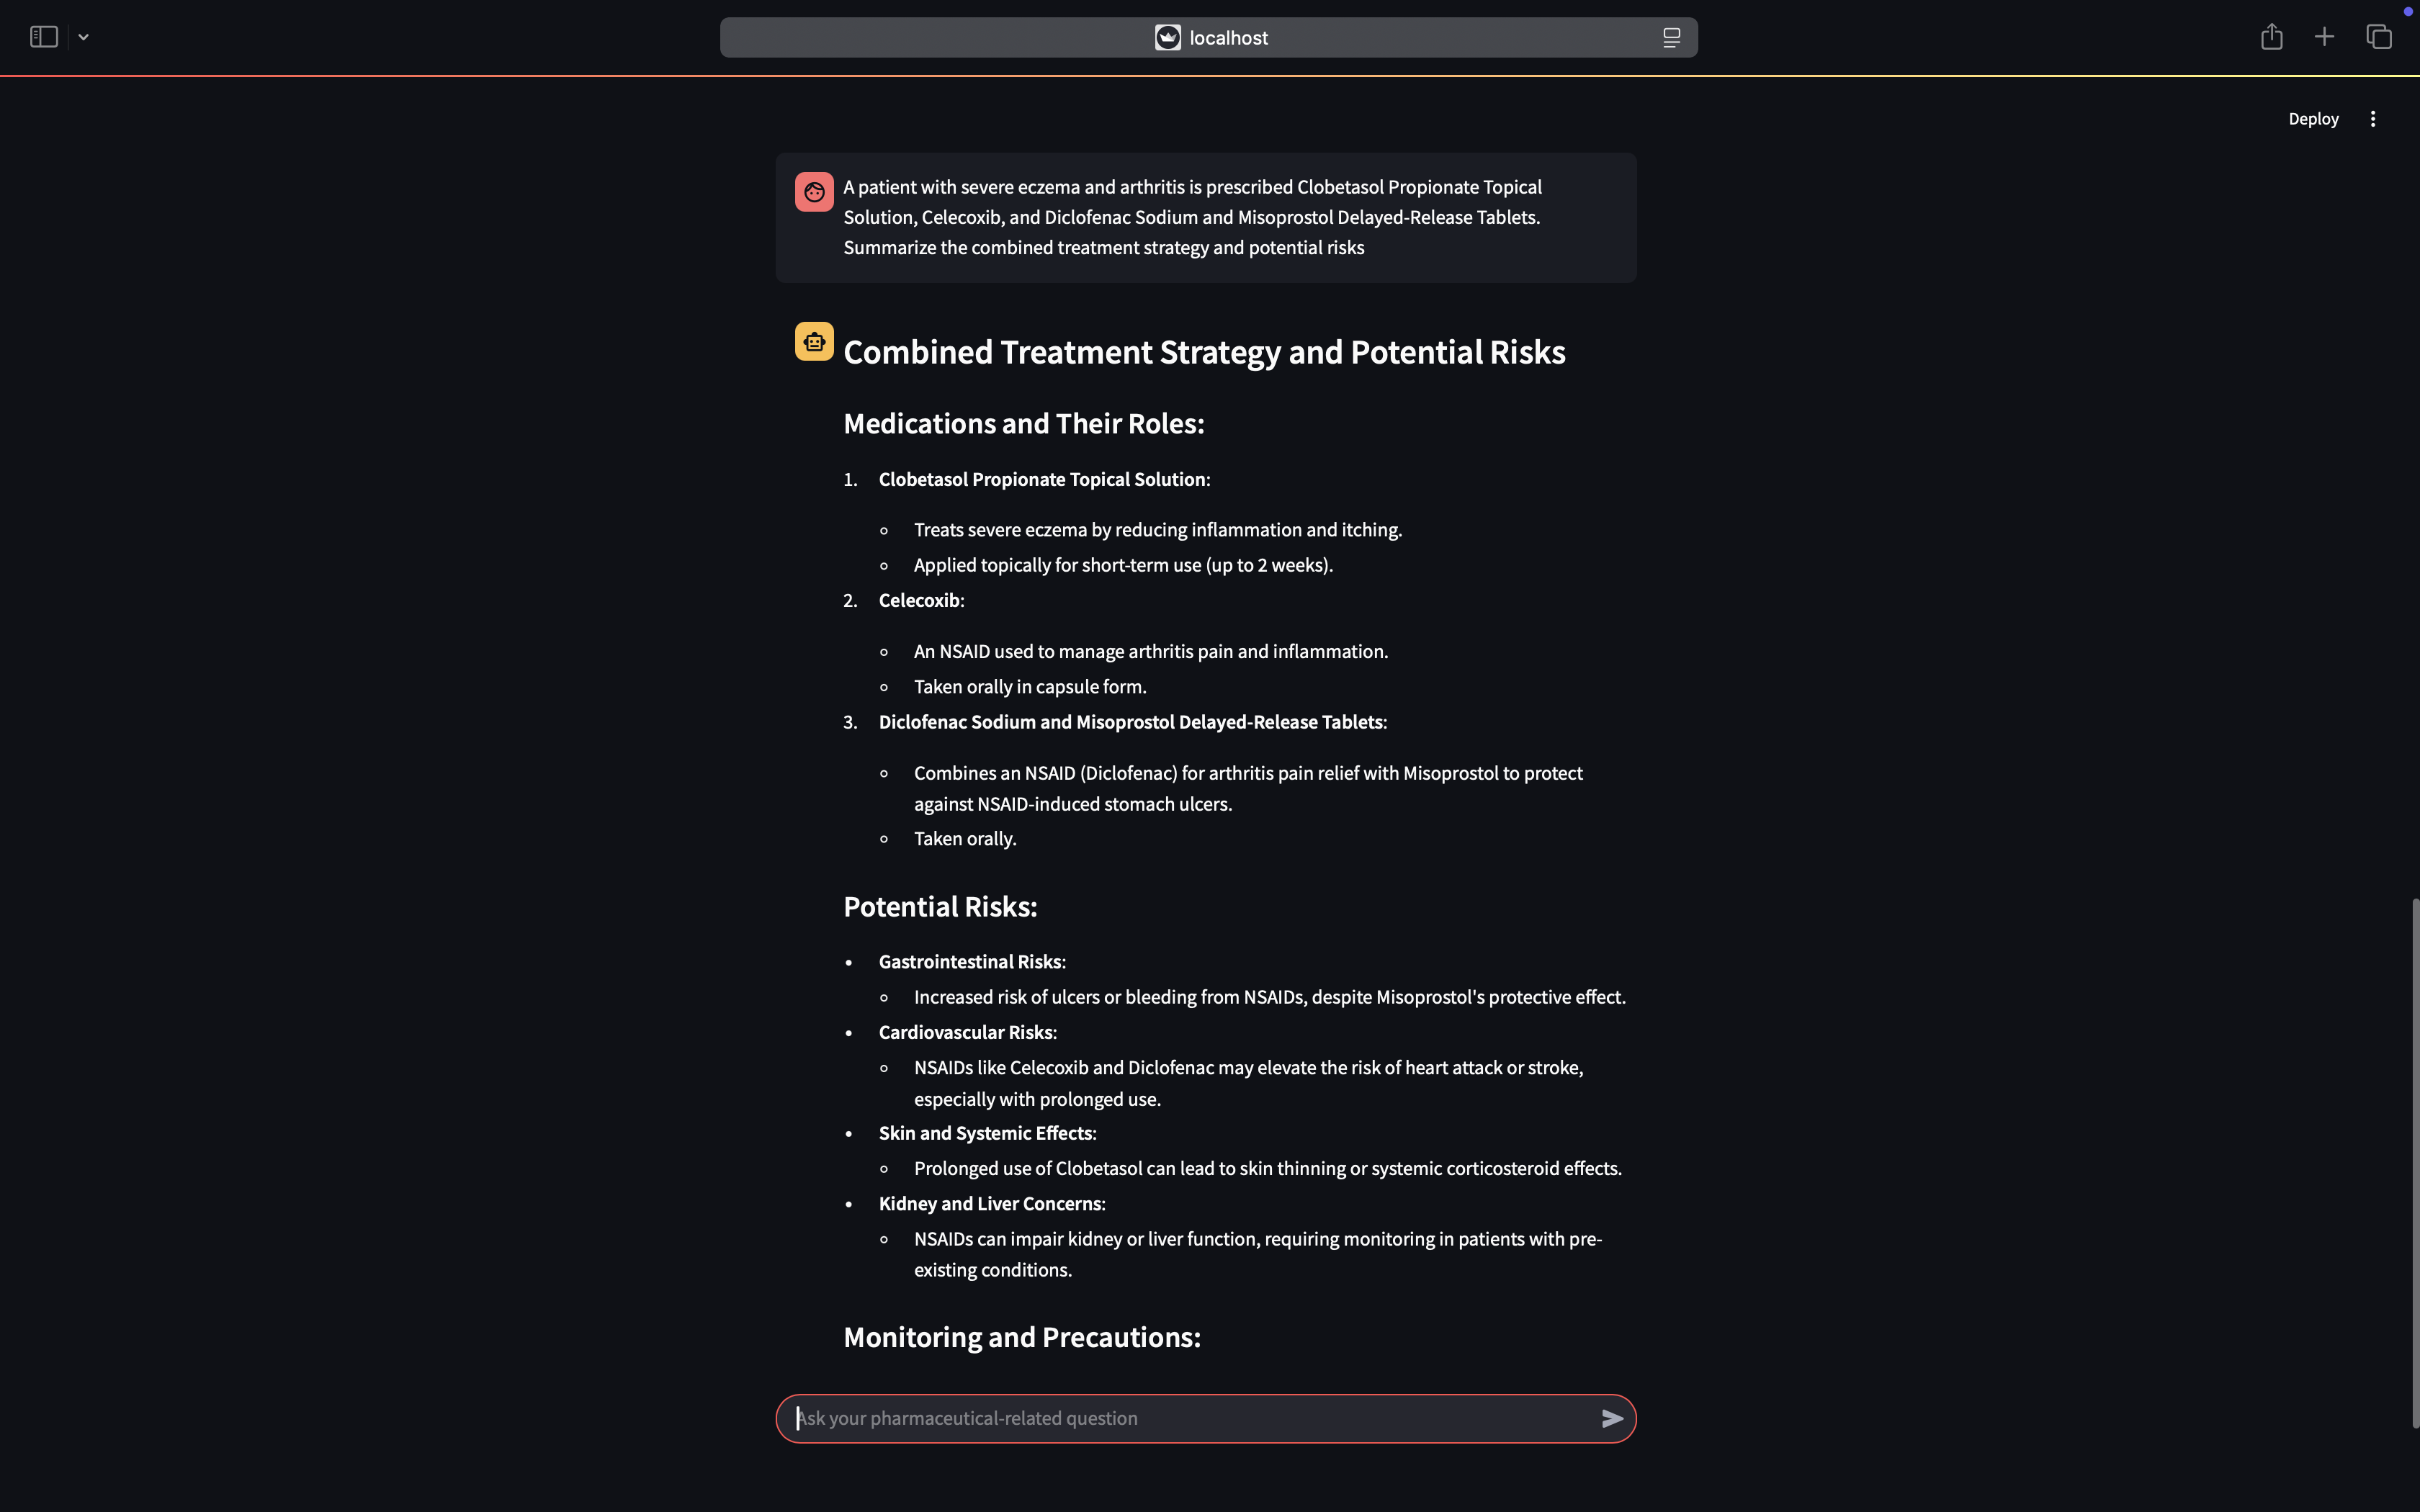 localhost
Deploy
A patient with severe eczema and arthritis is prescribed Clobetasol Propionate Topical
Solution, Celecoxib, and Diclofenac Sodium and Misoprostol Delayed-Release Tablets.
Summarize the combined treatment strategy and potential risks
Combined Treatment Strategy and Potential Risks
Medications and Their Roles:
1. Clobetasol Propionate Topical Solution:
Treats severe eczema by reducing inflammation and itching.
Applied topically for short-term use (up to 2 weeks).
2. Celecoxib:
An NSAID used to manage arthritis pain and inflammation.
Taken orally in capsule form.
3. Diclofenac Sodium and Misoprostol Delayed-Release Tablets:
Combines an NSAID (Diclofenac) for arthritis pain relief with Misoprostol to protect
against NSAID-induced stomach ulcers.
Taken orally.
Potential Risks:
Gastrointestinal Risks:
Increased risk of ulcers or bleeding from NSAIDs, despite Misoprostol's protective effect.
Cardiovascular Risks:
NSAIDs like Celecoxib and Diclofenac may elevate the risk of heart attack or stroke,
especially with prolonged use.
Skin and Systemic Effects:
Prolonged use of Clobetasol can lead to skin thinning or systemic corticosteroid effects.
Kidney and Liver Concerns:
NSAIDs can impair kidney or liver function, requiring monitoring in patients with pre-
existing conditions.
Monitoring and Precautions:
Ask your pharmaceutical-related question